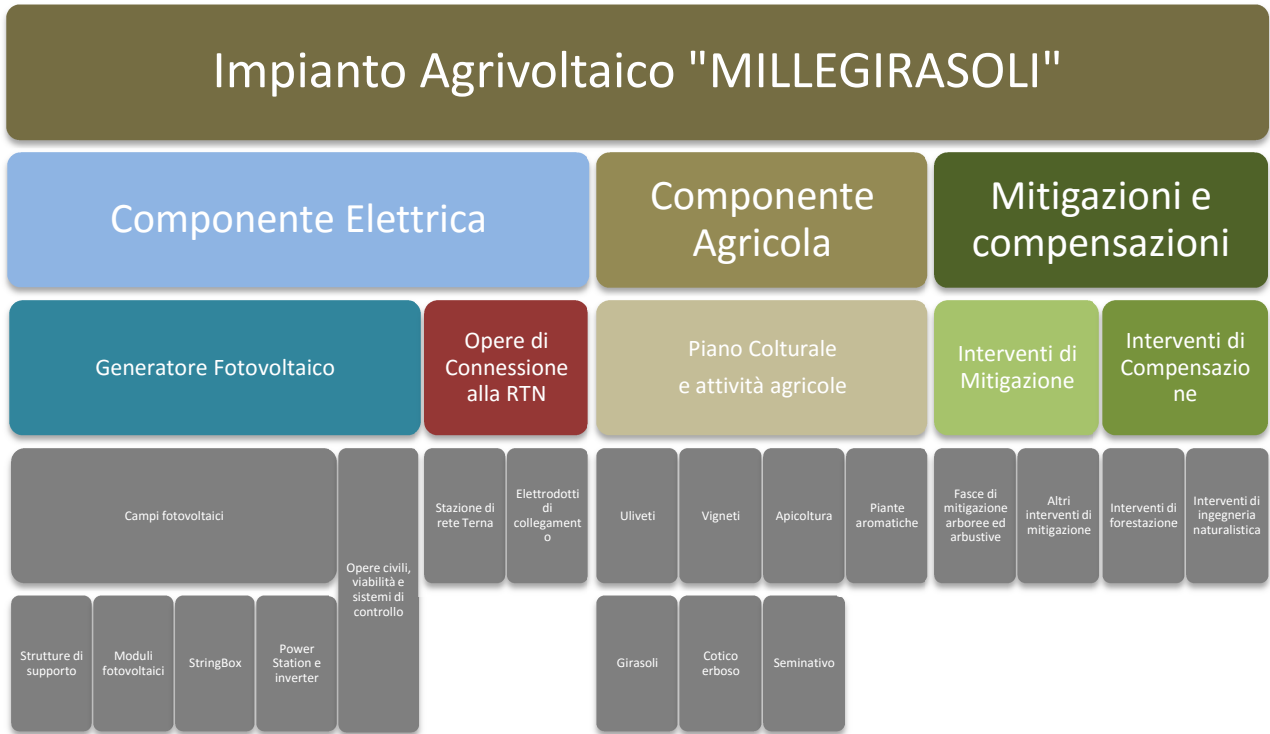 Impianto Agrivoltaico "MILLEGIRASOLI"
Componente Elettrica
Componente
Agricola
Mitigazioni e
compensazioni
Generatore Fotovoltaico
Opere di
Connessione
alla RTN
Piano Colturale
e attività agricole
Interventi di
Mitigazione
Interventi di
Compensazio
ne
Campi fotovoltaici
Opere civili,
viabilità e
sistemi di
controllo
Stazione di
rete Terna
Elettrodotti
di
collegament
o
Uliveti
Vigneti
Apicoltura
Piante
aromatiche
Fasce di
mitigazione
arboree ed
arbustive
Altri
interventi di
mitigazione
Interventi di
forestazione
Interventi di
ingegneria
naturalistica
Strutture di
supporto
Moduli
fotovoltaici
StringBox
Power
Station e
inverter
Girasoli
Cotico
erboso
Seminativo